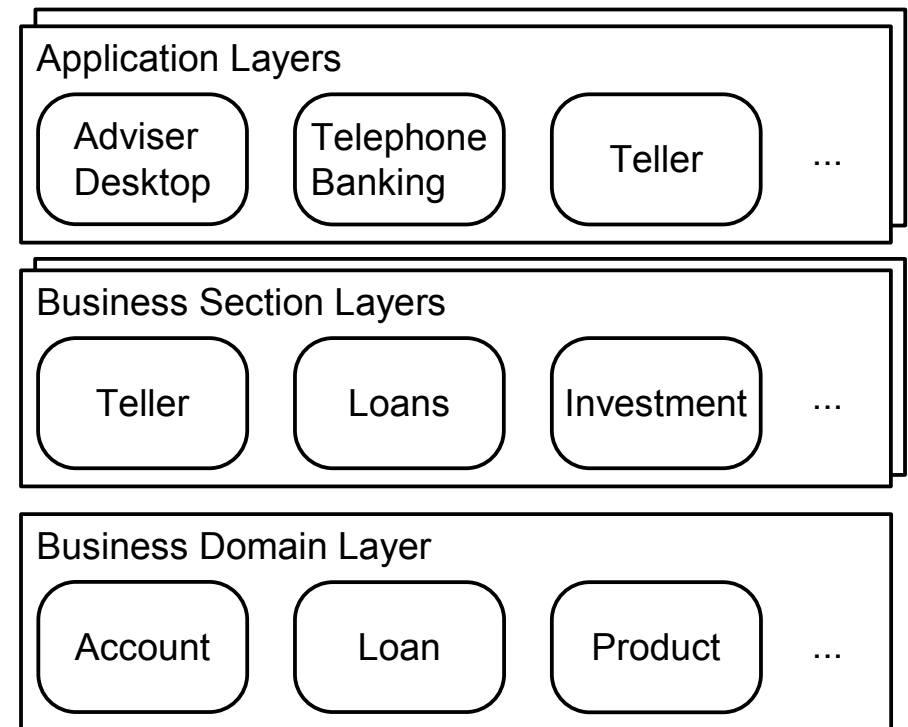 Application Layers
Adviser
Desktop
Telephone
Banking
Teller
...
Business Section Layers
Teller
Loans
Investment
...
Business Domain Layer
Account
Loan
Product
...